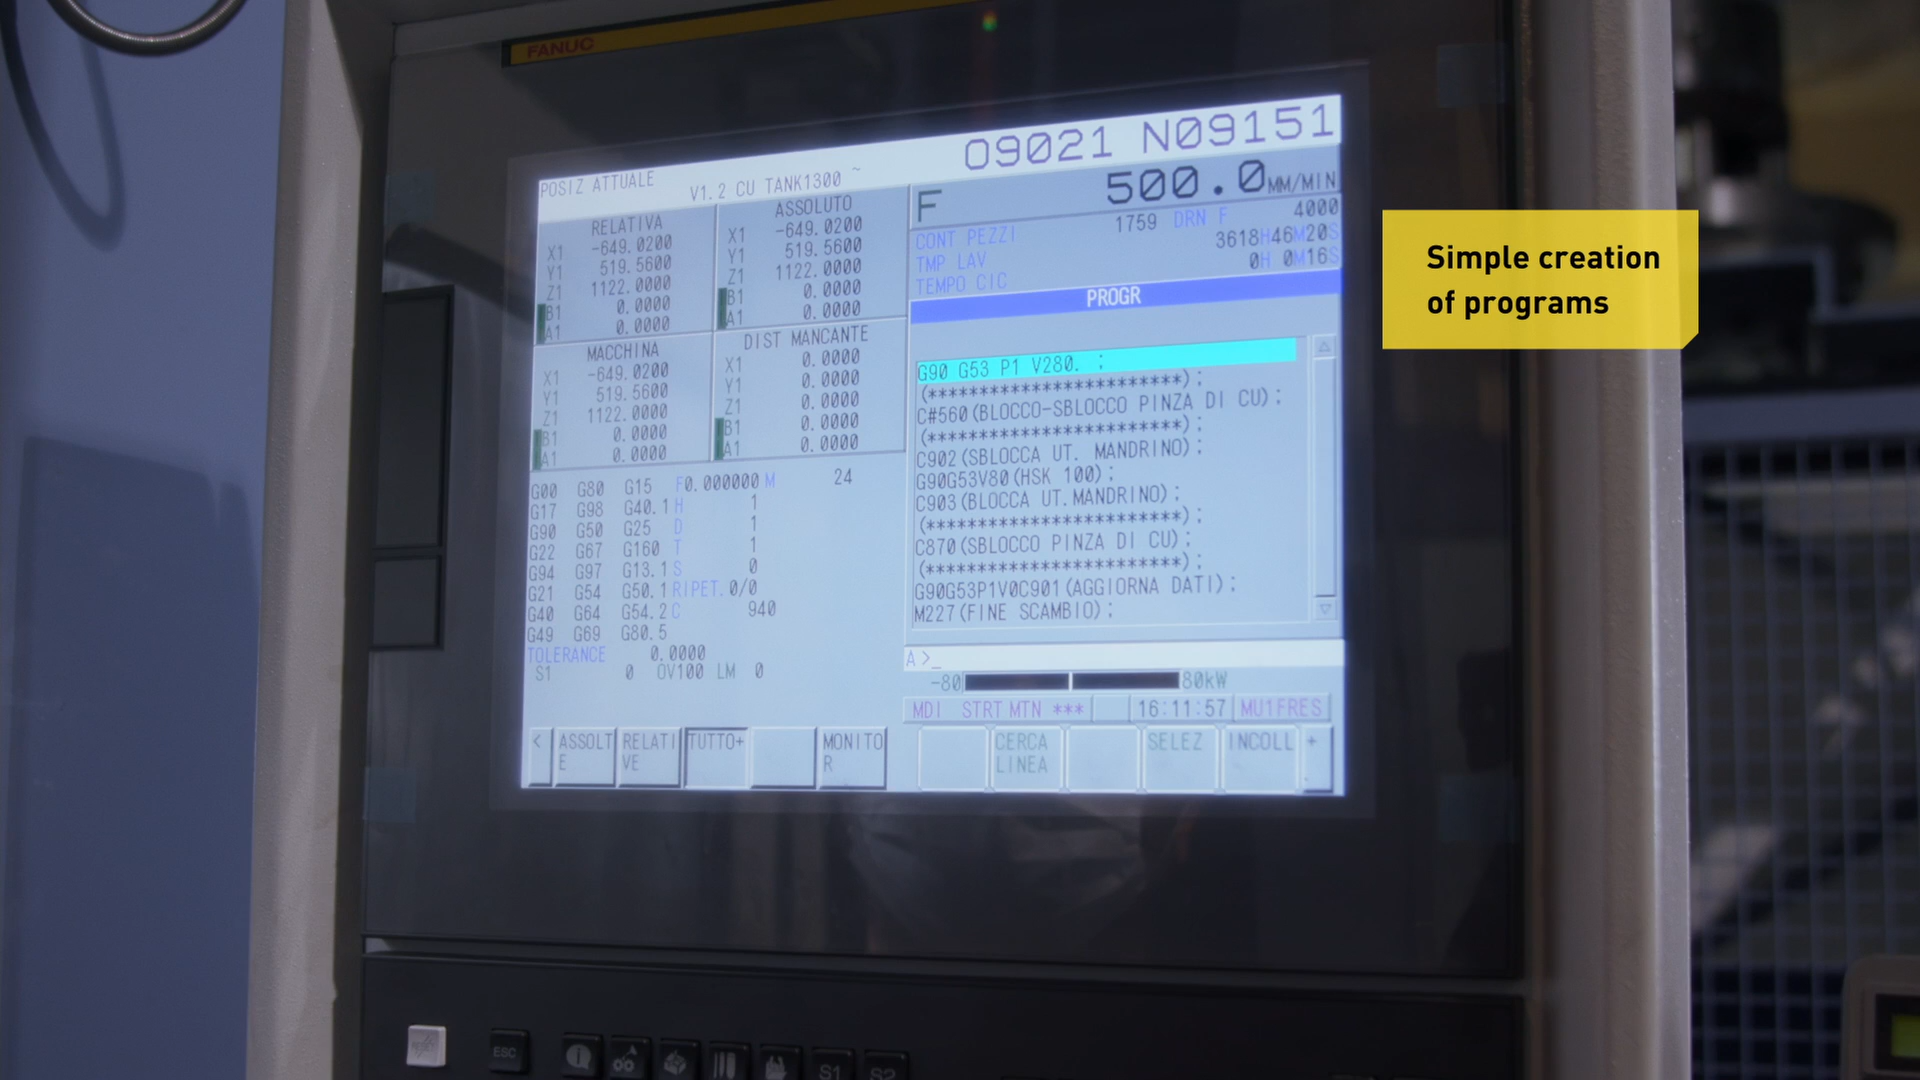 FANUC
O9021 N09151
POSIZ ATTUALE
V1.2 CU TANK1300 ~
RELATIVA
X1 -649.0200
Y1 519.5600
Z1 1122.0000
B1 0.0000
A1 0.0000
ASSOLUTO
X1 -649.0200
Y1 519.5600
Z1 1122.0000
B1 0.0000
A1 0.0000
MACCHINA
X1 -649.0200
Y1 519.5600
Z1 1122.0000
B1 0.0000
A1 0.0000
DIST MANCANTE
X1 0.0000
Y1 0.0000
Z1 0.0000
B1 0.0000
A1 0.0000
G00 G80 G15 F0.000000 M 24
G17 G98 G40.1 H 1
G90 G50 G25 D 1
G22 G67 G160 T 1
G94 G97 G13.1 S 0
G21 G54 G50.1 RIPET. 0/0
G40 G64 G54.2 C 940
G49 G69 G80.5
TOLERANCE 0.0000
S1 0 OV100 LM 0
< ASSOLT
E
RELATI
VE
TUTTO+
MONITO
R
F 500.0 MM/MIN
CONT PEZZI 1759 DRN F 4000
TMP LAV 3618H46M20S
TEMPO CIC 0H 0M16S
PROGR
G90 G53 P1 V280. ;
(************************);
C#560(BLOCCO-SBLOCCO PINZA DI CU);
(************************);
C902(SBLOCCA UT. MANDRINO);
G90G53V80(HSK 100);
C903(BLOCCA UT.MANDRINO);
(************************);
C870(SBLOCCO PINZA DI CU);
(************************);
G90G53P1V0C901(AGGIORNA DATI);
M227(FINE SCAMBIO);
A >_
-80 80kW
MDI STRT MTN *** 16:11:57 MU1FRES
CERCA
LINEA
SELEZ
INCOLL
+
Simple creation
of programs
ESC
S1
S2